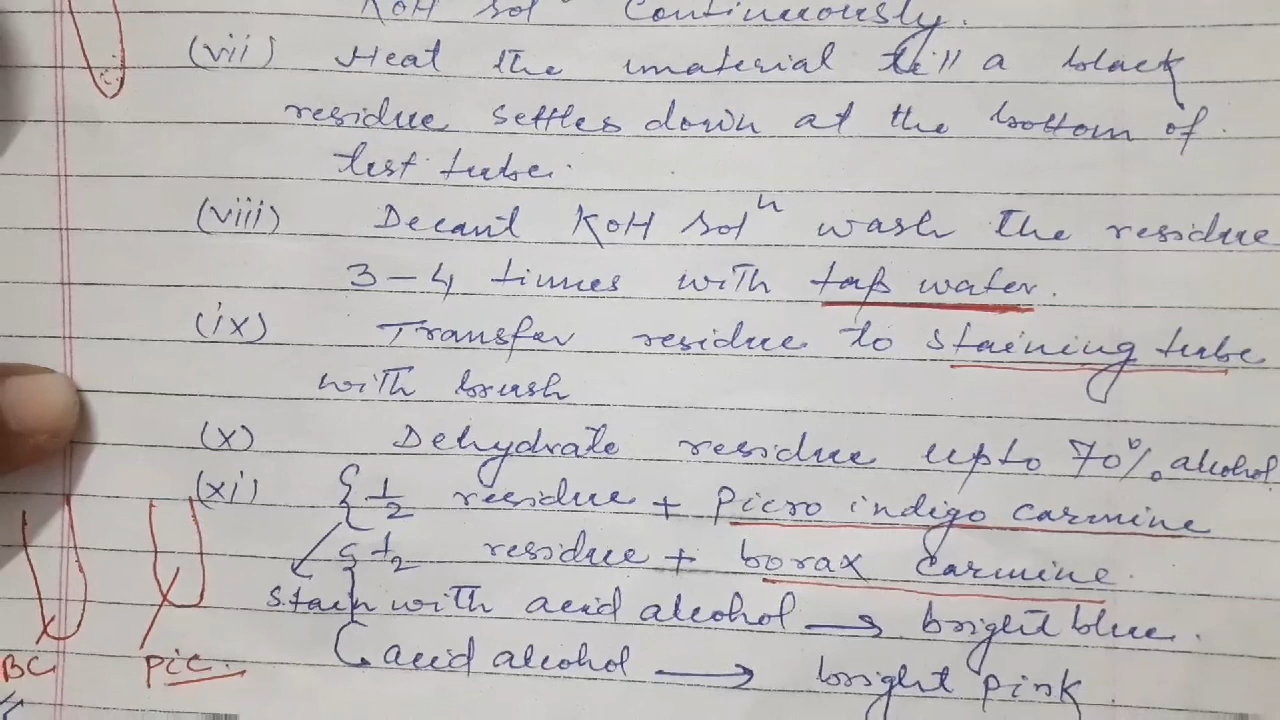 KOH solⁿ continuously.
(vii) Heat the material till a black
residue settles down at the bottom of
test tube.
(viii) Decant KOH solⁿ wash the residue
3-4 times with tap water.
(ix) Transfer residue to staining tube
with brush
(x) Dehydrate residue upto 70% alcohol
(xi) { 1/2 residue + Picro indigo carmine
{ 1/2 residue + borax carmine.
Stain with acid alcohol → bright blue.
acid alcohol → bright pink.
BC PIC.